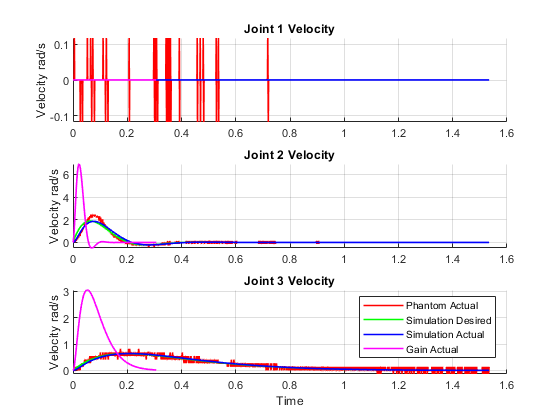 Joint 1 Velocity
Velocity rad/s
0.1
0
-0.1
0 0.2 0.4 0.6 0.8 1 1.2 1.4 1.6
Joint 2 Velocity
Velocity rad/s
6
4
2
0
0 0.2 0.4 0.6 0.8 1 1.2 1.4 1.6
Joint 3 Velocity
Velocity rad/s
3
2
1
0
Phantom Actual
Simulation Desired
Simulation Actual
Gain Actual
0 0.2 0.4 0.6 0.8 1 1.2 1.4 1.6
Time